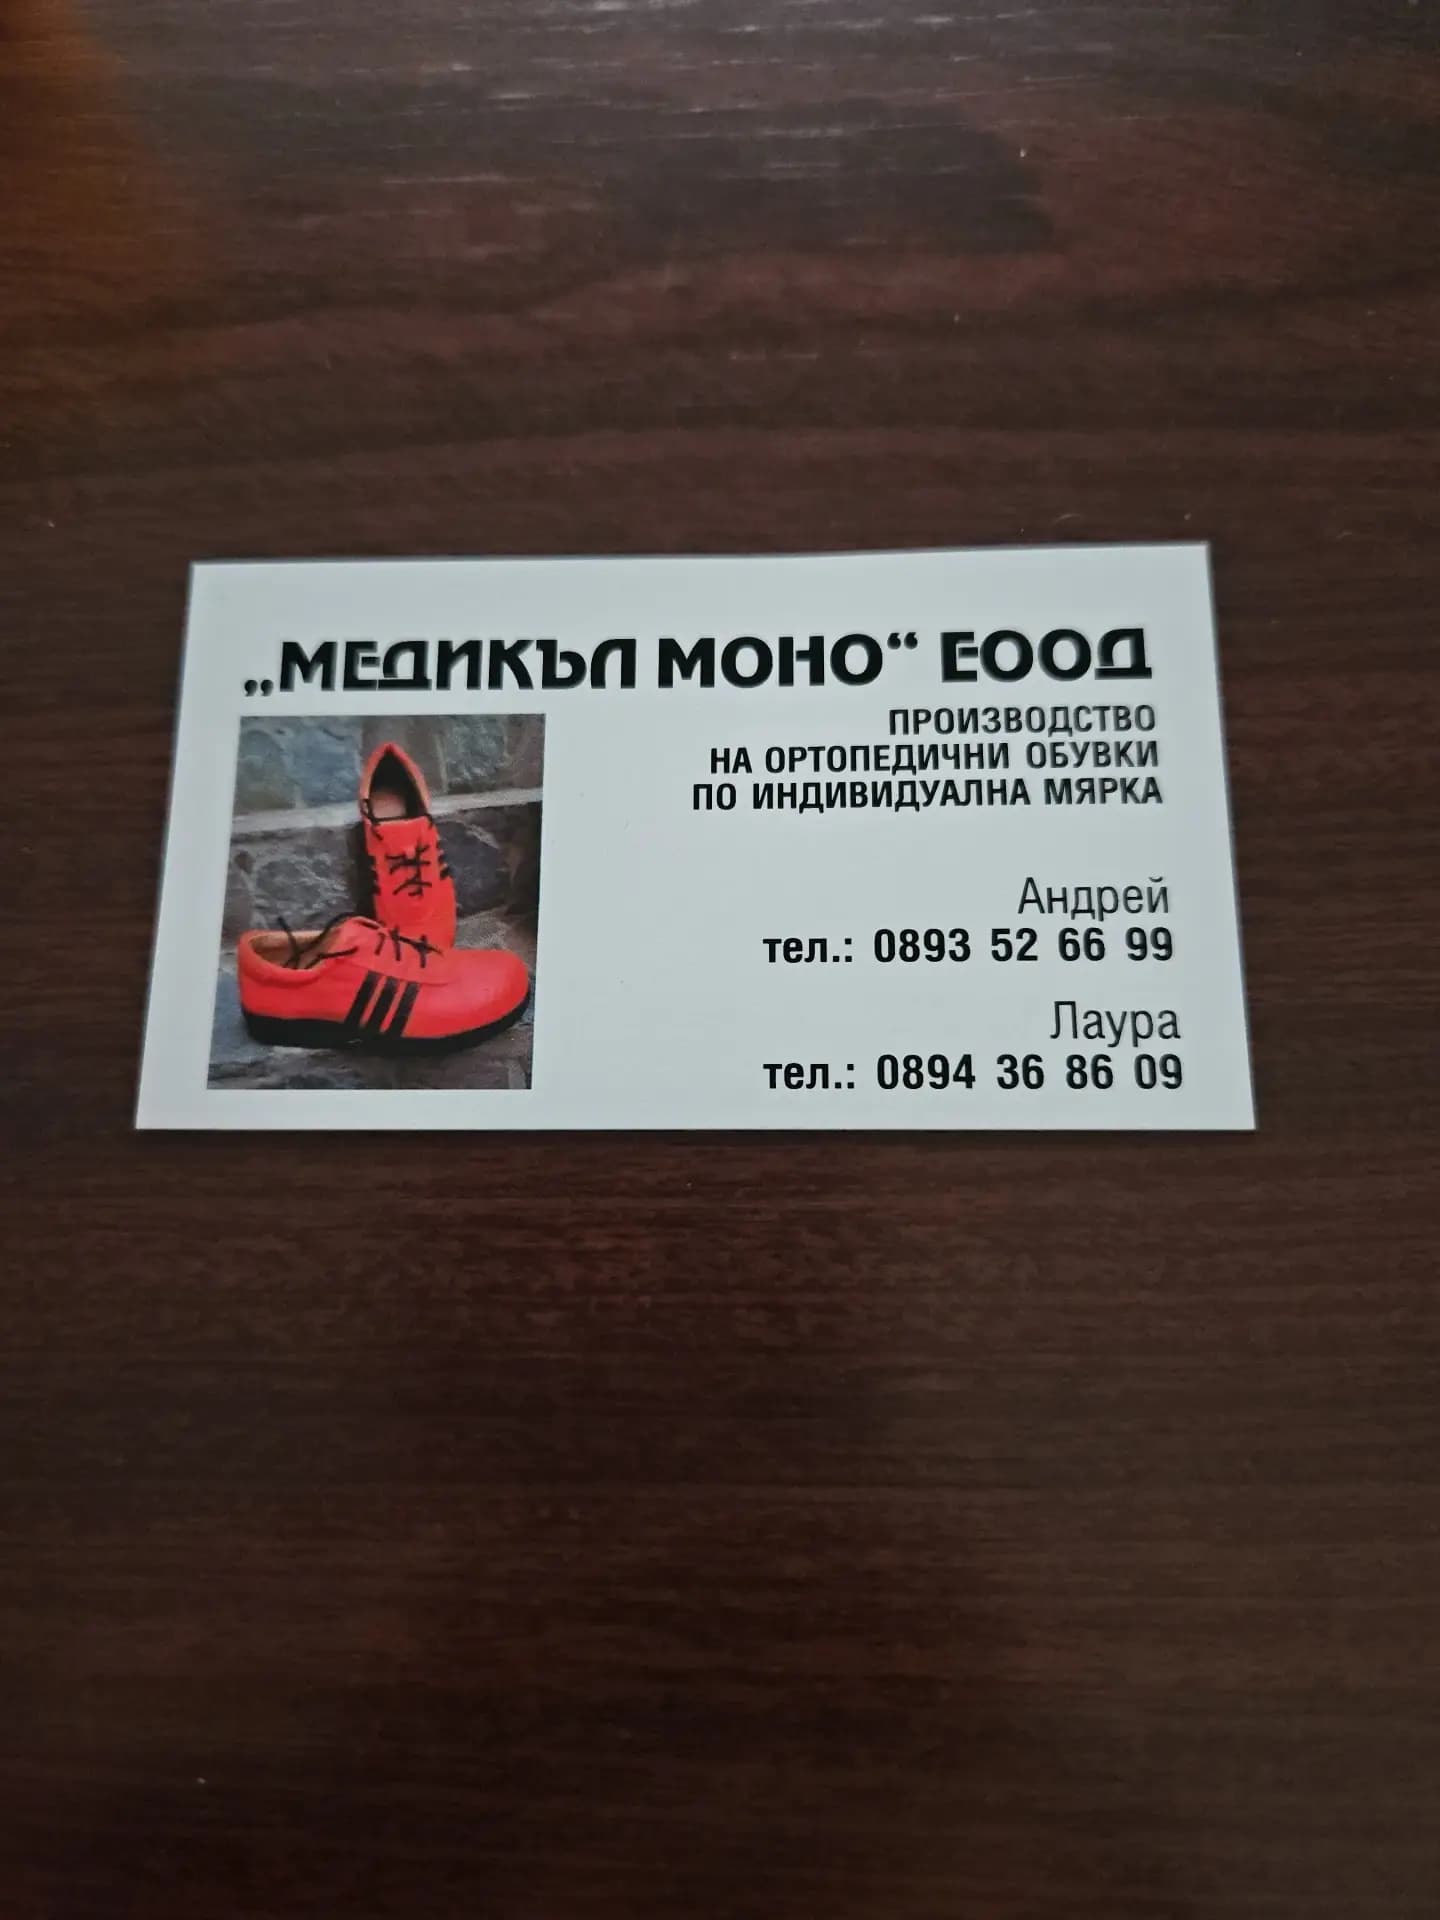 „МЕДИКЪЛ МОНО“ ЕООД
ПРОИЗВОДСТВО
НА ОРТОПЕДИЧНИ ОБУВКИ
ПО ИНДИВИДУАЛНА МЯРКА
Андрей
тел.: 0893 52 66 99
Лаура
тел.: 0894 36 86 09